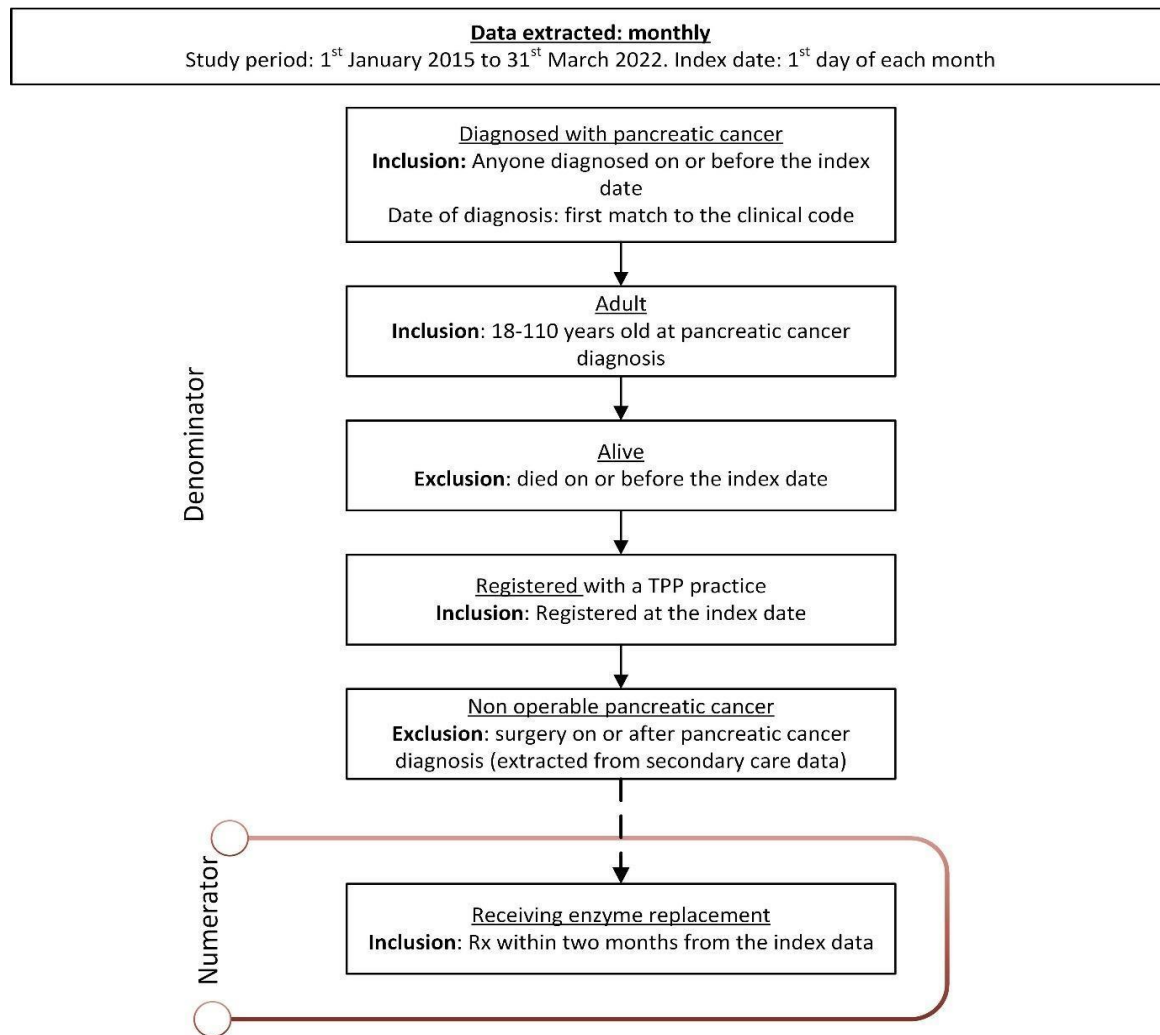 Data extracted: monthly
Study period: 1st January 2015 to 31st March 2022. Index date: 1st day of each month
Diagnosed with pancreatic cancer
Inclusion: Anyone diagnosed on or before the index
date
Date of diagnosis: first match to the clinical code
Adult
Inclusion: 18-110 years old at pancreatic cancer
diagnosis
Denominator
Alive
Exclusion: died on or before the index date
Registered with a TPP practice
Inclusion: Registered at the index date
Non operable pancreatic cancer
Exclusion: surgery on or after pancreatic cancer
diagnosis (extracted from secondary care data)
Numerator
Receiving enzyme replacement
Inclusion: Rx within two months from the index data